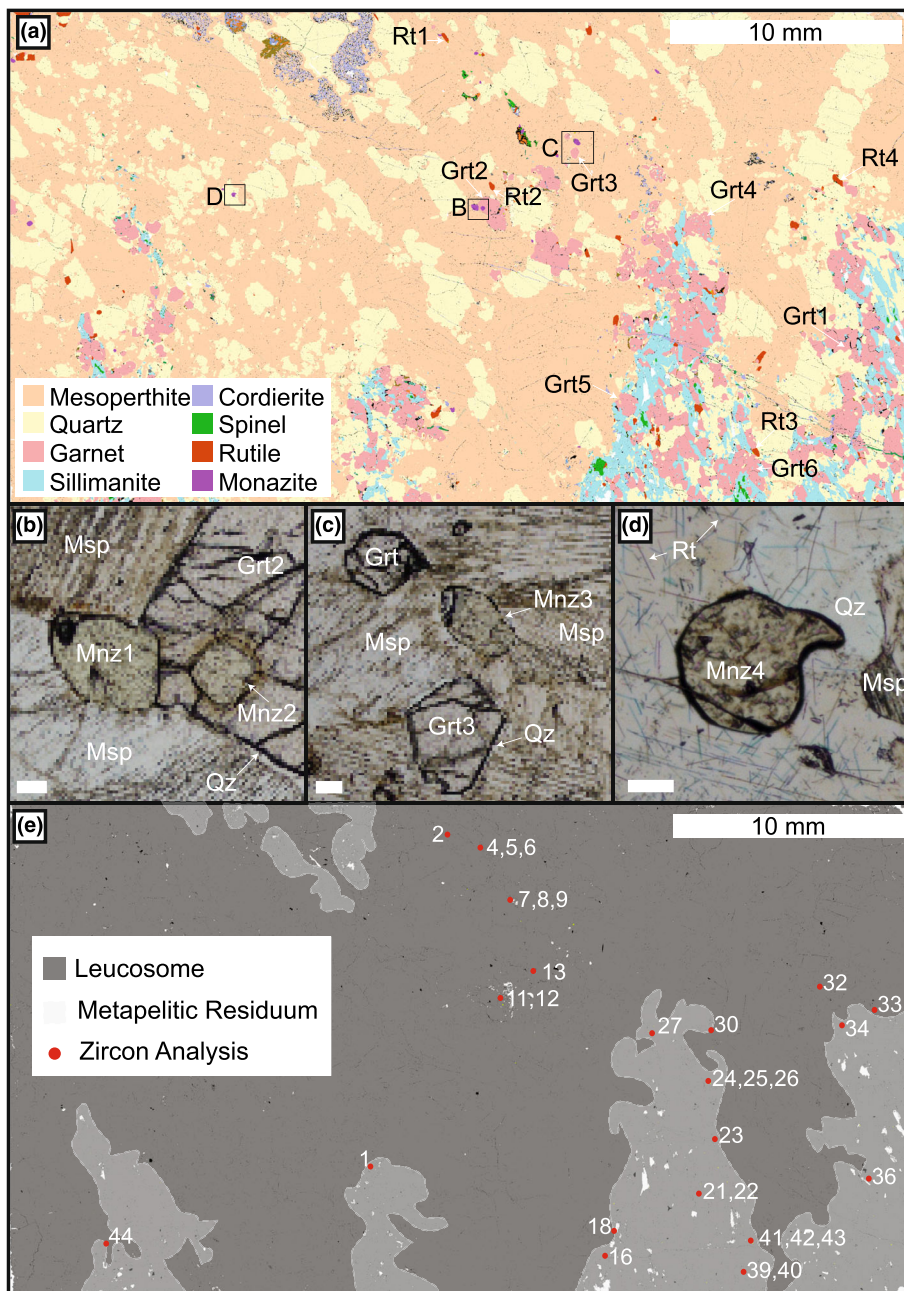 (a)
10 mm
Rt1
C
Grt3
Grt2
Rt2
B
D
Grt4
Rt4
Grt1
Grt5
Rt3
Grt6
Mesoperthite
Cordierite
Quartz
Spinel
Garnet
Rutile
Sillimanite
Monazite
(b)
Msp
Grt2
Mnz1
Mnz2
Msp
Qz
(c)
Grt
Mnz3
Msp
Msp
Grt3
Qz
(d)
Rt
Qz
Mnz4
Msp
(e)
10 mm
2
4,5,6
7,8,9
13
11,12
32
33
34
27
30
24,25,26
23
36
21,22
1
18
16
41,42,43
39,40
44
Leucosome
Metapelitic Residuum
Zircon Analysis